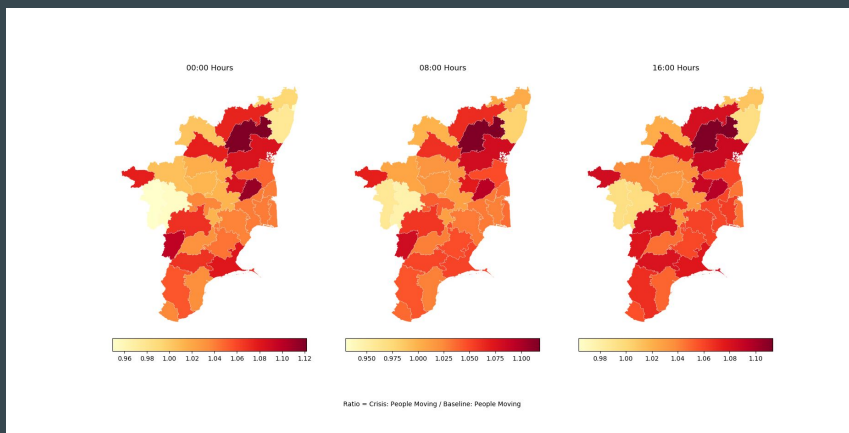 00:00 Hours
08:00 Hours
16:00 Hours
0.96 0.98 1.00 1.02 1.04 1.06 1.08 1.10 1.12
0.950 0.975 1.000 1.025 1.050 1.075 1.100
0.98 1.00 1.02 1.04 1.06 1.08 1.10
Ratio = Crisis: People Moving / Baseline: People Moving